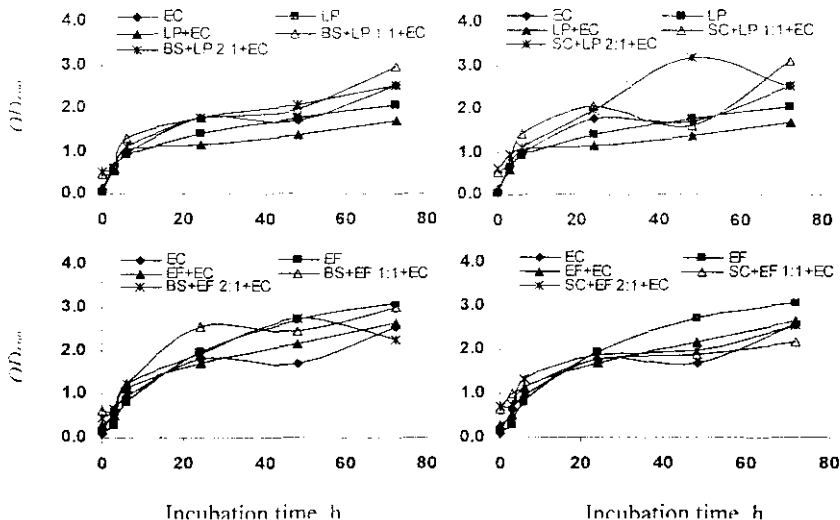 EC LP
LP+EC BS+LP 1:1+EC
BS+LP 2:1+EC
4.0
3.0
2.0
1.0
0.0
0 20 40 60 80
EC LP
LP+EC SC+LP 1:1+EC
SC+LP 2:1+EC
4.0
3.0
2.0
1.0
0.0
0 20 40 60 80
EC EF
EF+EC BS+EF 1:1+EC
BS+EF 2:1+EC
4.0
3.0
2.0
1.0
0.0
0 20 40 60 80
Incubation time, h
EC EF
EF+EC SC+EF 1:1+EC
SC+EF 2:1+EC
4.0
3.0
2.0
1.0
0.0
0 20 40 60 80
Incubation time, h